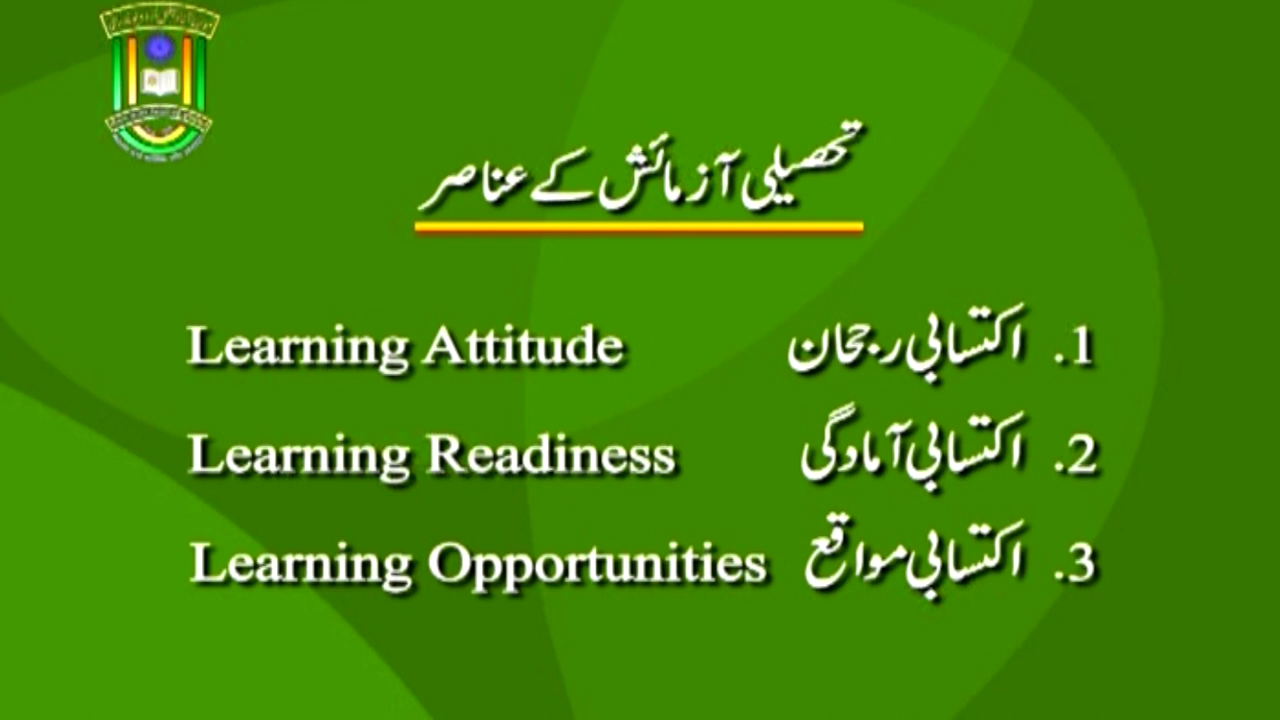 تحصیلی آزمائش کے عناصر
1. اکتسابی رجحان Learning Attitude
2. اکتسابی آمادگی Learning Readiness
3. اکتسابی مواقع Learning Opportunities